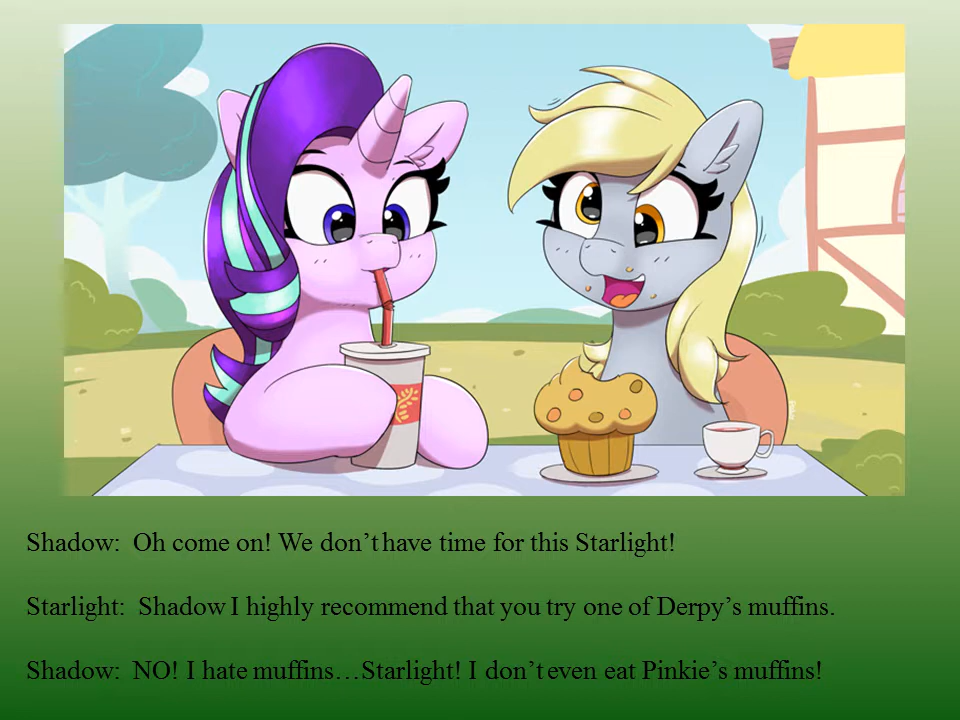 Shadow:  Oh come on! We don’t have time for this Starlight!
Starlight:  Shadow I highly recommend that you try one of Derpy’s muffins.
Shadow:  NO! I hate muffins…Starlight! I don’t even eat Pinkie’s muffins!